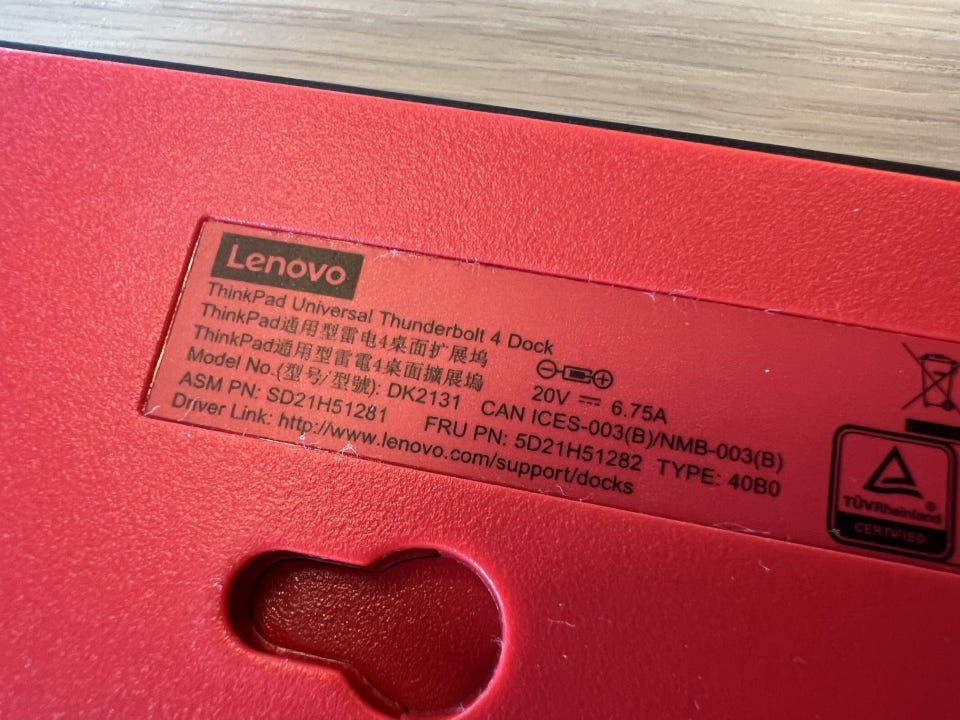 Lenovo
ThinkPad Universal Thunderbolt 4 Dock
ThinkPad通用型雷电4桌面扩展坞
ThinkPad通用型雷電4桌面擴展塢
Model No.(型号/型號): DK2131
20V ⎓ 6.75A
CAN ICES-003(B)/NMB-003(B)
ASM PN: SD21H51281
FRU PN: 5D21H51282 TYPE: 40B0
Driver Link: http://www.lenovo.com/support/docks
TÜVRheinland®
CERTIFIED